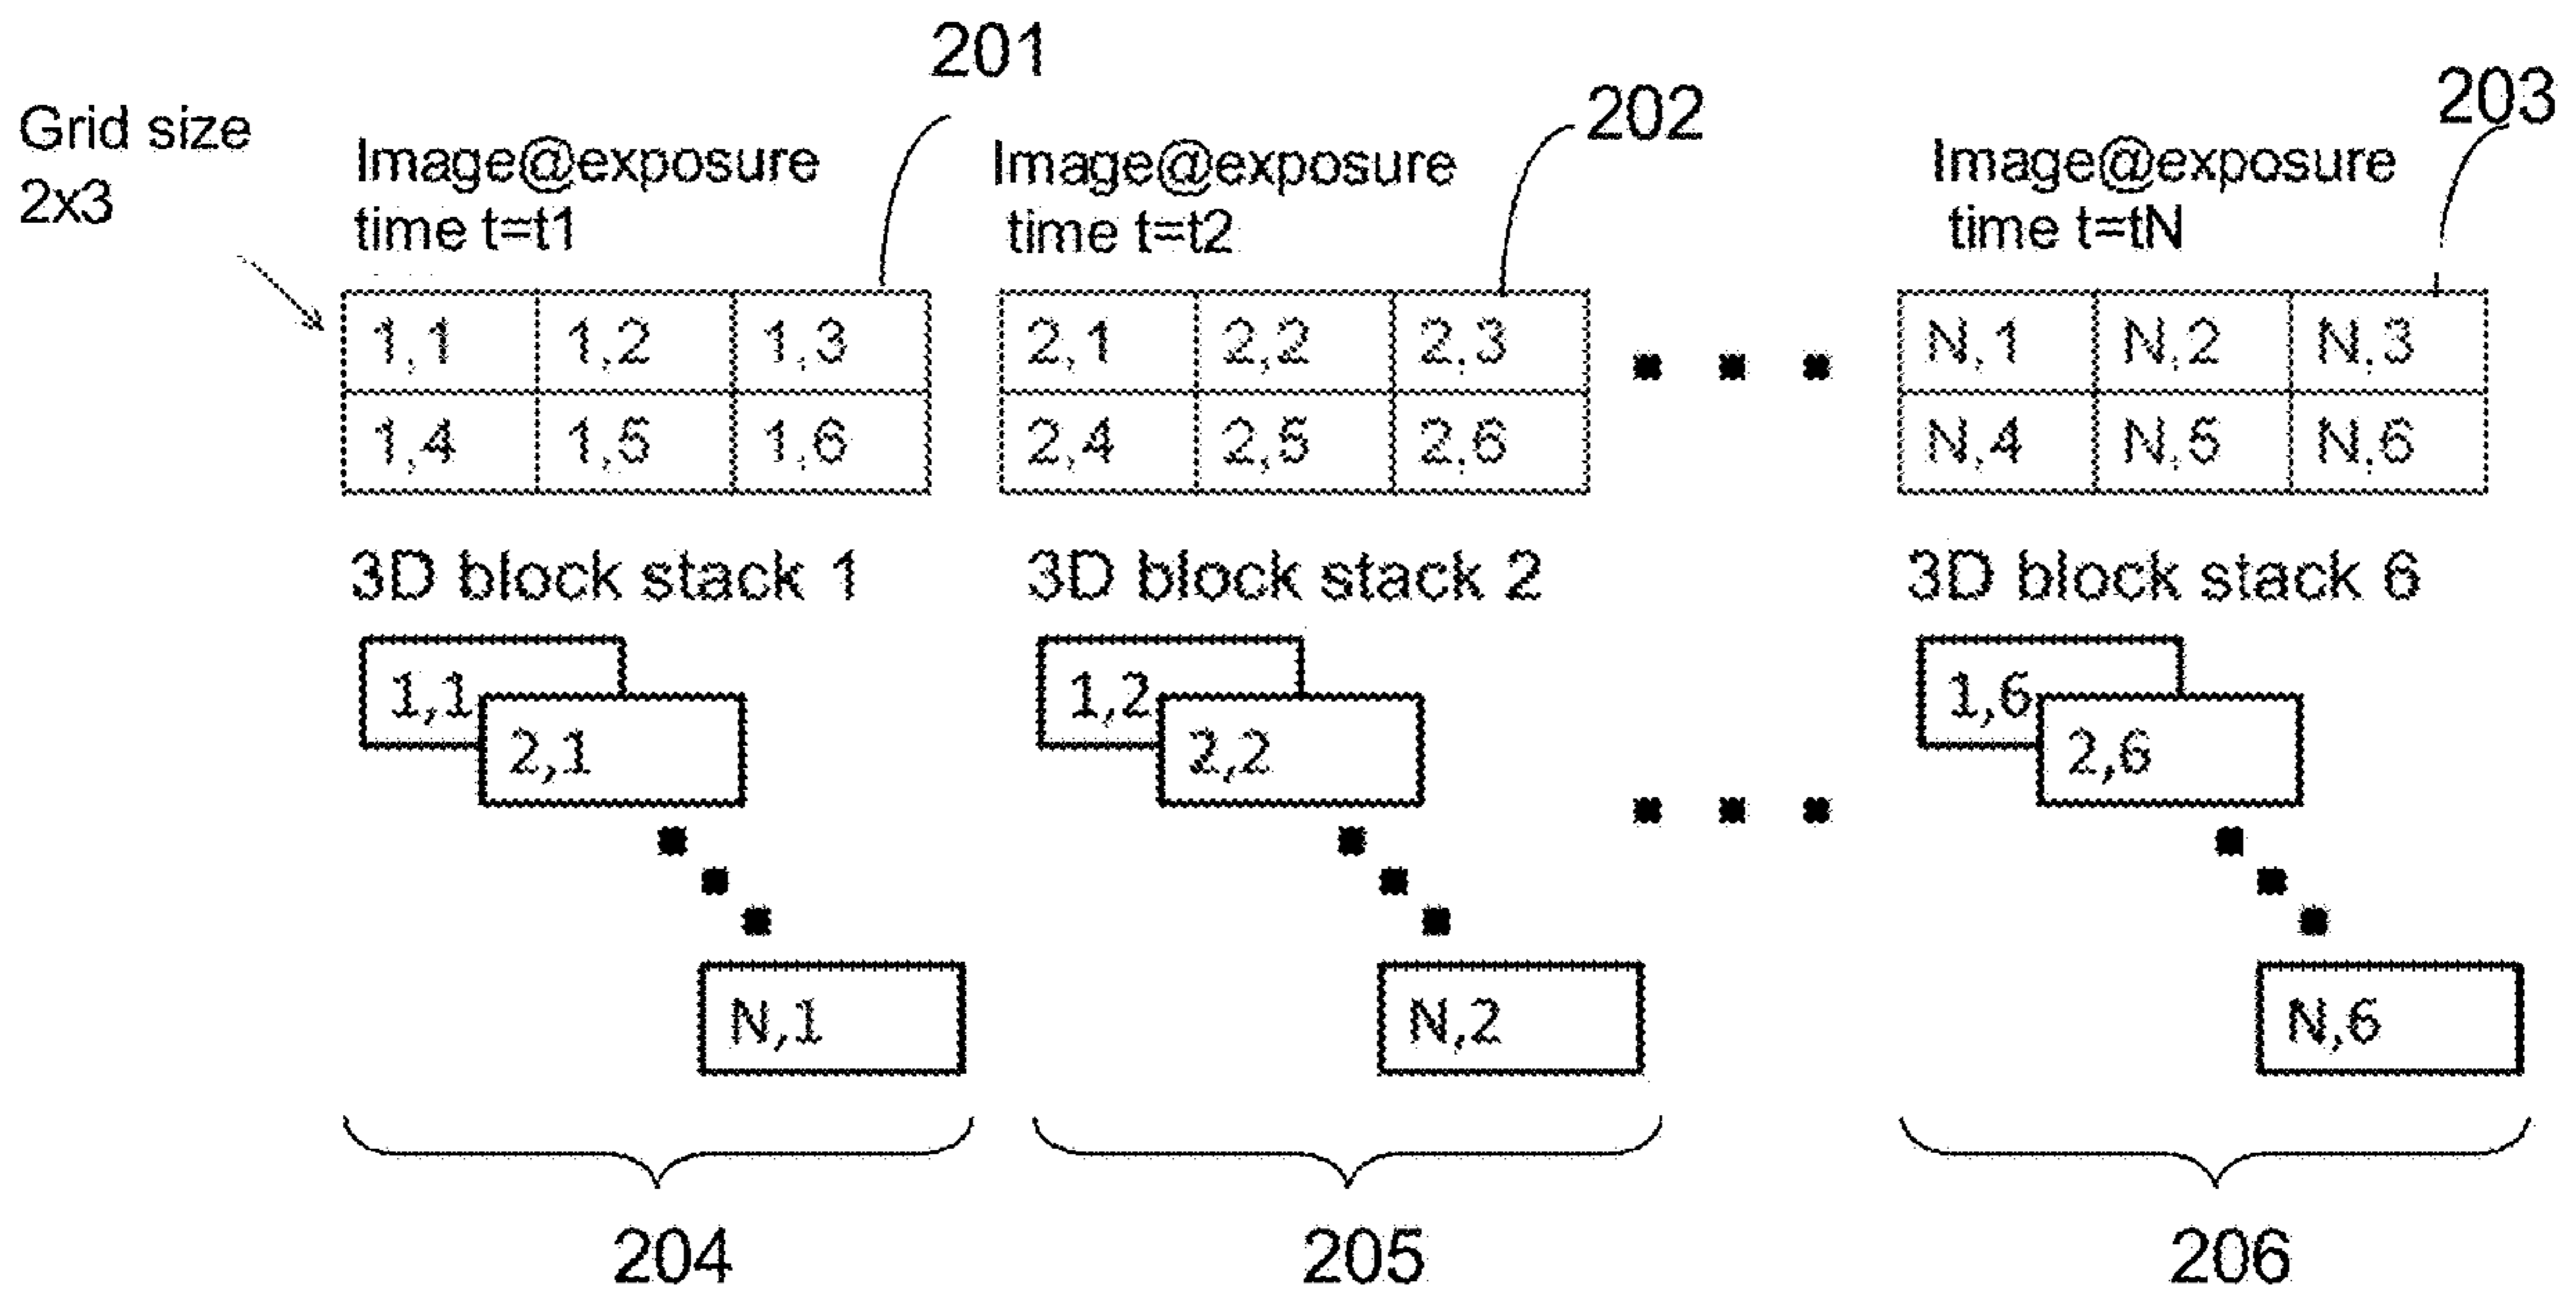 201
202
203
Grid size
2x3
Image@exposure
time t=t1
Image@exposure
time t=t2
Image@exposure
time t=tN
1,1 1,2 1,3
1,4 1,5 1,6
2,1 2,2 2,3
2,4 2,5 2,6
N,1 N,2 N,3
N,4 N,5 N,6
3D block stack 1
1,1
2,1
N,1
204
3D block stack 2
1,2
2,2
N,2
205
3D block stack 6
1,6
2,6
N,6
206